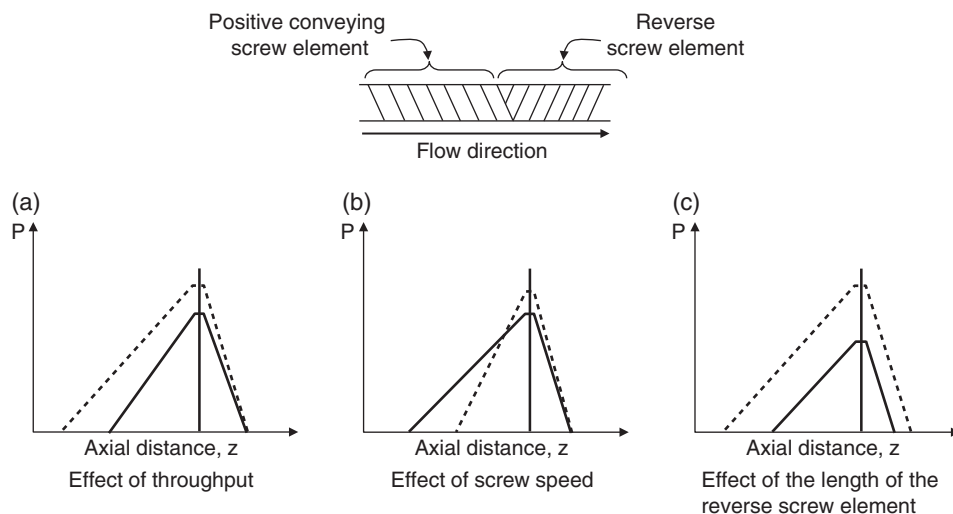 Positive conveying
screw element
Reverse
screw element
Flow direction
(a)
P
Axial distance, z
Effect of throughput
(b)
P
Axial distance, z
Effect of screw speed
(c)
P
Axial distance, z
Effect of the length of the
reverse screw element